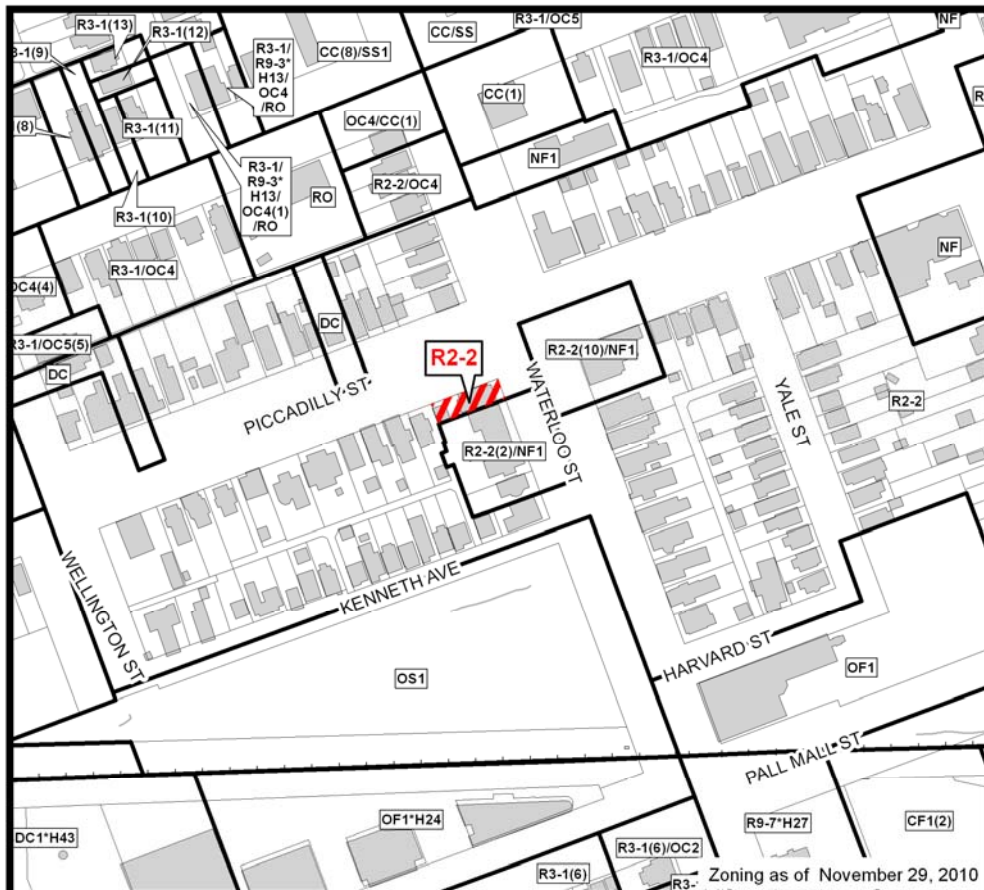 R3-1(13)
R3-1(12)
R3-1/
R9-3*
H13/
OC4
/RO
CC(8)/SS1
CC/SS
R3-1/OC5
NF
3-1(9)
R3-1/OC4
CC(1)
(8)
R3-1(11)
OC4/CC(1)
NF1
R3-1/
R9-3*
H13/
OC4(1)
/RO
RO
R2-2/OC4
R3-1(10)
R3-1/OC4
NF
OC4(4)
DC
R3-1/OC5(5)
DC
R2-2
R2-2(10)/NF1
PICCADILLY ST
WATERLOO ST
YALE ST
R2-2
R2-2(2)/NF1
WELLINGTON ST
KENNETH AVE
HARVARD ST
OS1
OF1
PALL MALL ST
DC1*H43
OF1*H24
R9-7*H27
CF1(2)
R3-1(6)/OC2
R3-1(6)
R3-
Zoning as of November 29, 2010